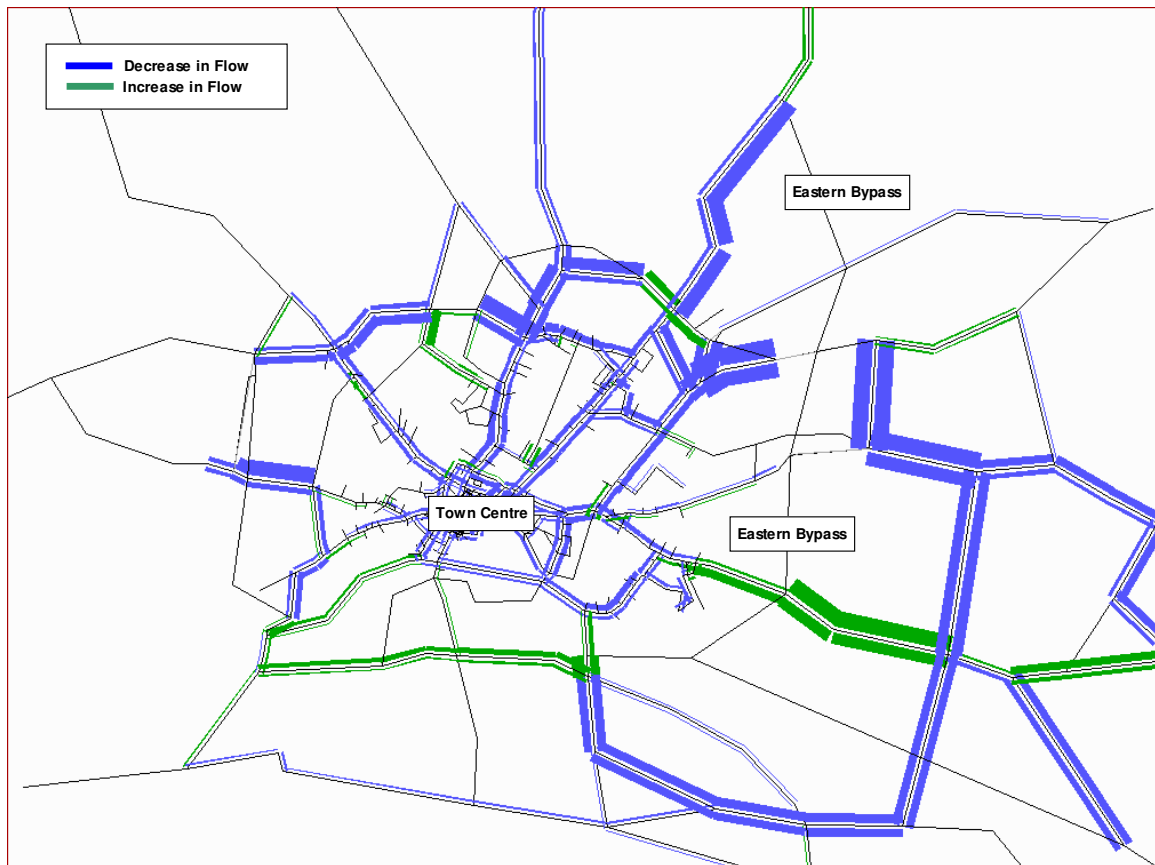 Decrease in Flow
Increase in Flow
Eastern Bypass
Town Centre
Eastern Bypass